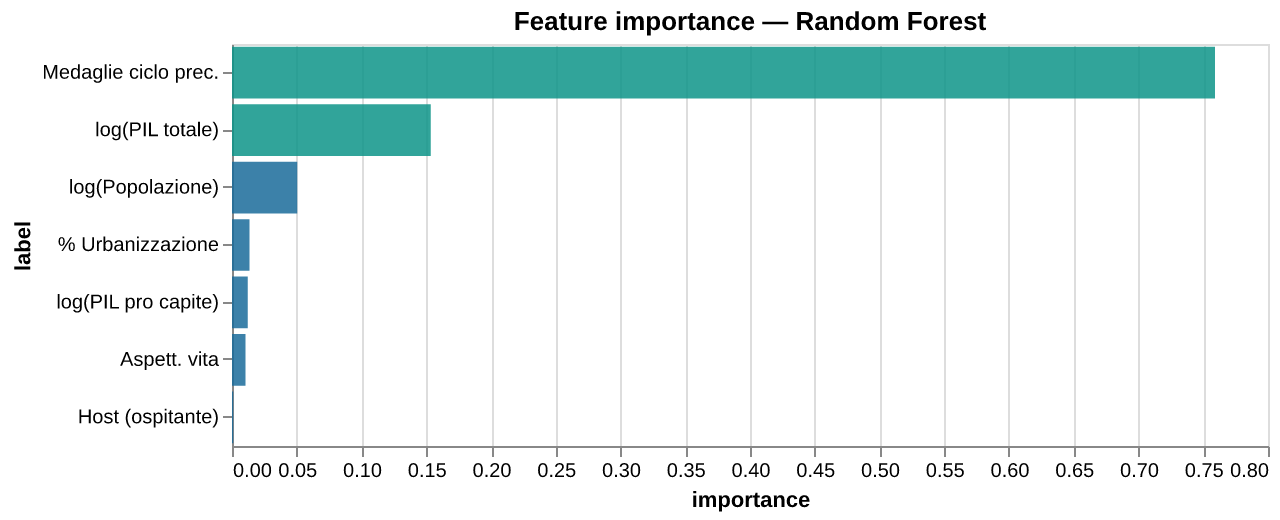 Feature importance — Random Forest
Medaglie ciclo prec.
log(PIL totale)
log(Popolazione)
% Urbanizzazione
log(PIL pro capite)
Aspett. vita
Host (ospitante)
label
0.00 0.05 0.10 0.15 0.20 0.25 0.30 0.35 0.40 0.45 0.50 0.55 0.60 0.65 0.70 0.75 0.80
importance